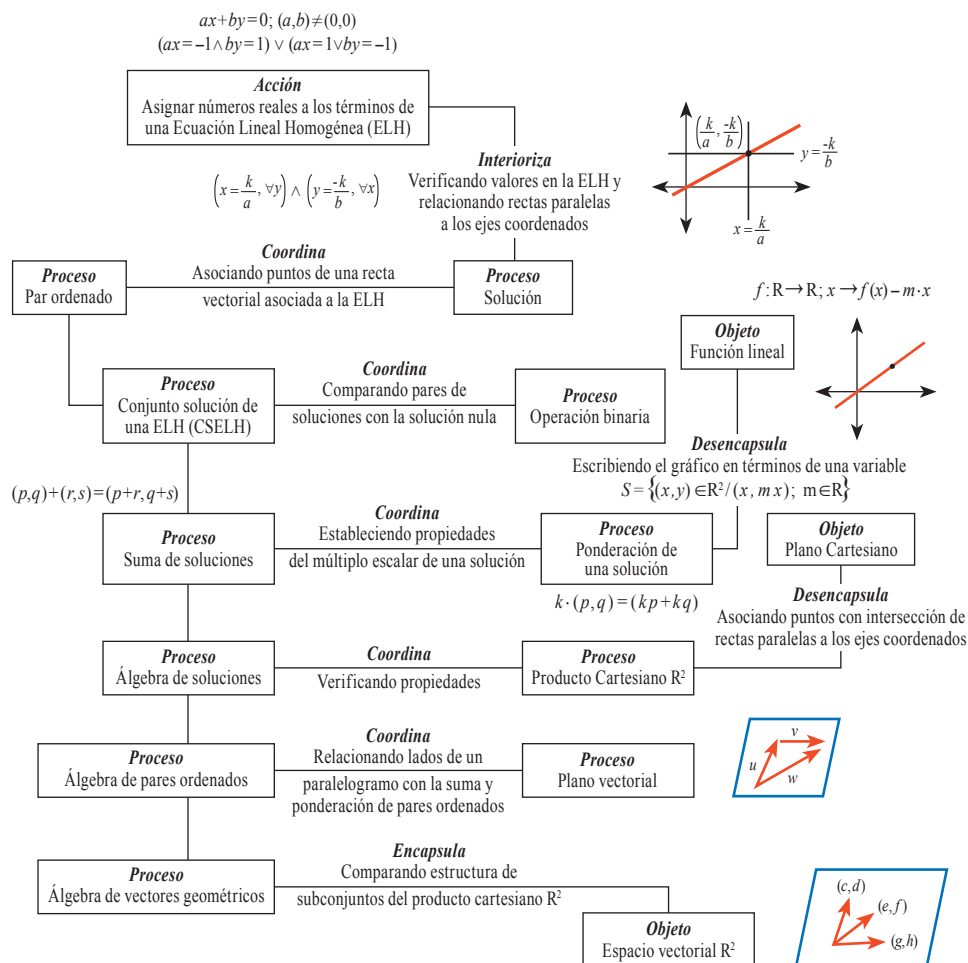 ax+by=0; (a,b)≠(0,0)
(ax=–1∧by=1) ∨ (ax=1∨by=–1)
Acción
Asignar números reales a los términos de
una Ecuación Lineal Homogénea (ELH)
Interioriza
Verificando valores en la ELH y
relacionando rectas paralelas
a los ejes coordenados
(x=k/a, ∀y) ∧ (y=-k/b, ∀x)
(k/a, -k/b)
y=-k/b
x=k/a
Proceso
Par ordenado
Coordina
Asociando puntos de una recta
vectorial asociada a la ELH
Proceso
Solución
f:R→R; x→f(x)–m·x
Objeto
Función lineal
Proceso
Conjunto solución de
una ELH (CSELH)
Coordina
Comparando pares de
soluciones con la solución nula
Proceso
Operación binaria
Desencapsula
Escribiendo el gráfico en términos de una variable
S={(x,y)∈R²/(x, mx); m∈R}
(p,q)+(r,s)=(p+r,q+s)
Proceso
Suma de soluciones
Coordina
Estableciendo propiedades
del múltiplo escalar de una solución
Proceso
Ponderación de
una solución
k·(p,q)=(kp+kq)
Objeto
Plano Cartesiano
Desencapsula
Asociando puntos con intersección de
rectas paralelas a los ejes coordenados
Proceso
Álgebra de soluciones
Coordina
Verificando propiedades
Proceso
Producto Cartesiano R²
Proceso
Álgebra de pares ordenados
Coordina
Relacionando lados de un
paralelogramo con la suma y
ponderación de pares ordenados
Proceso
Plano vectorial
v
u
w
Proceso
Álgebra de vectores geométricos
Encapsula
Comparando estructura de
subconjuntos del producto cartesiano R²
Objeto
Espacio vectorial R²
(c,d)
(e,f)
(g,h)